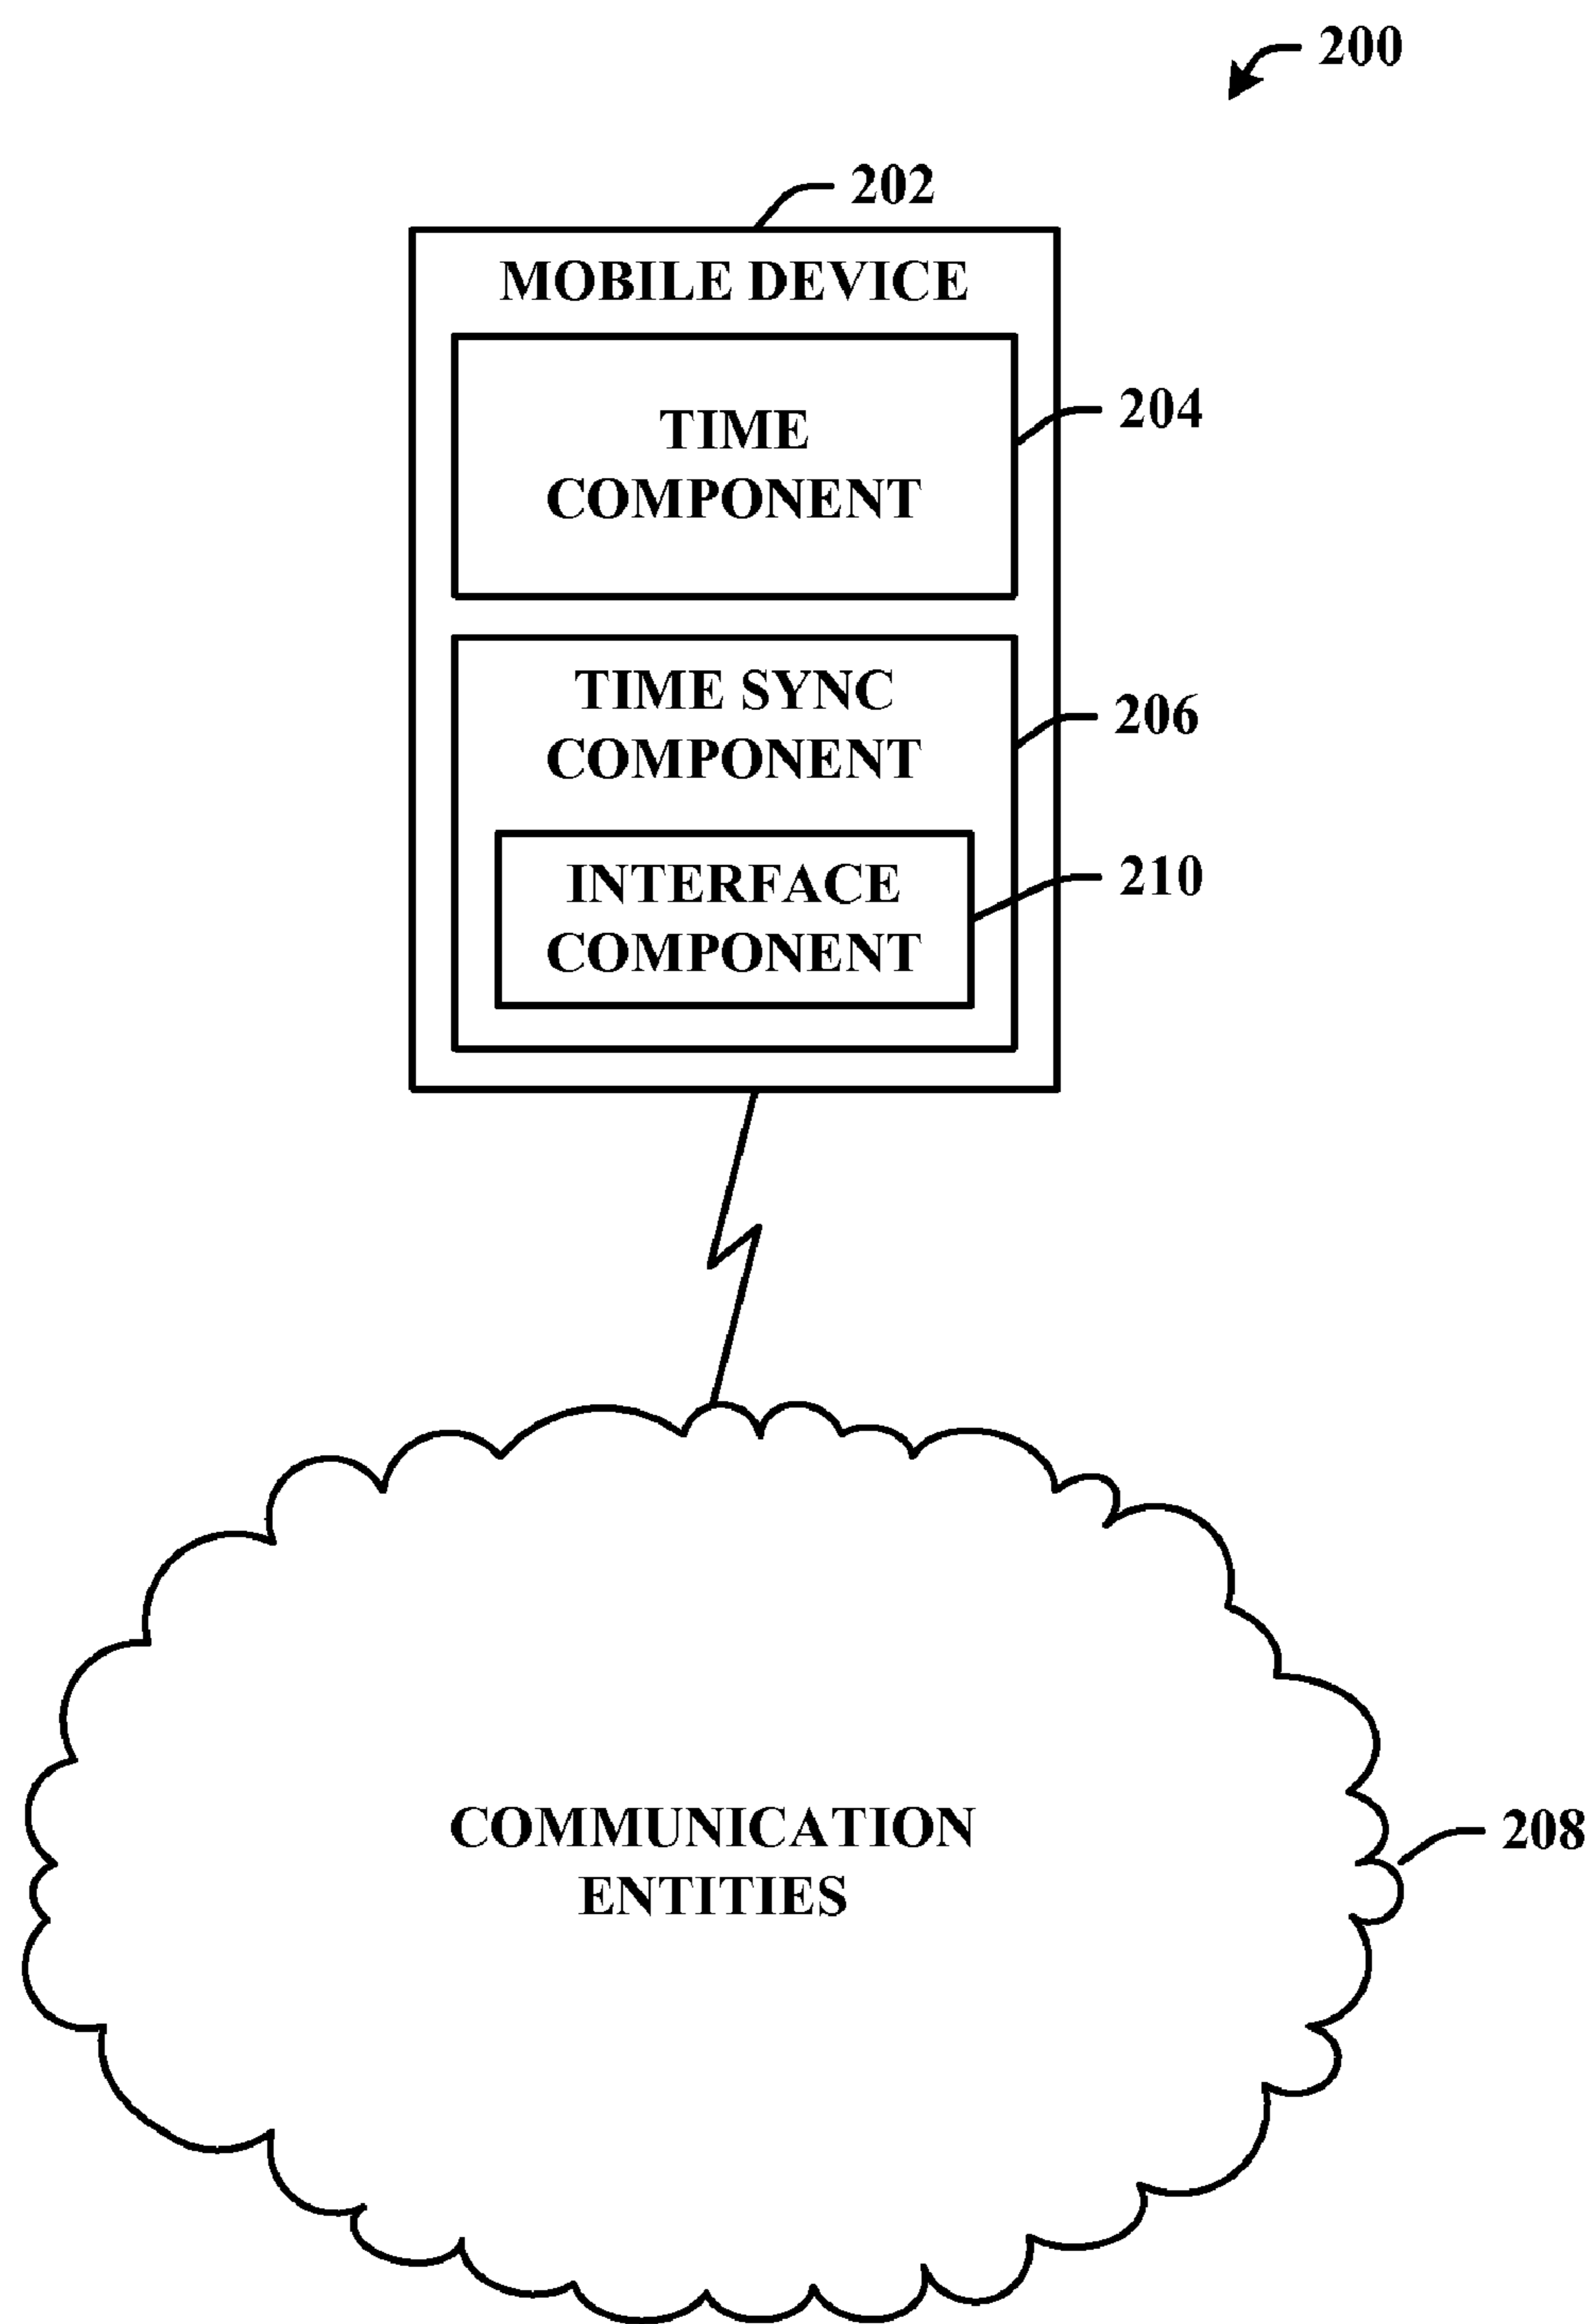 200
202
MOBILE DEVICE
TIME
COMPONENT
204
TIME SYNC
COMPONENT
206
INTERFACE
COMPONENT
210
COMMUNICATION
ENTITIES
208